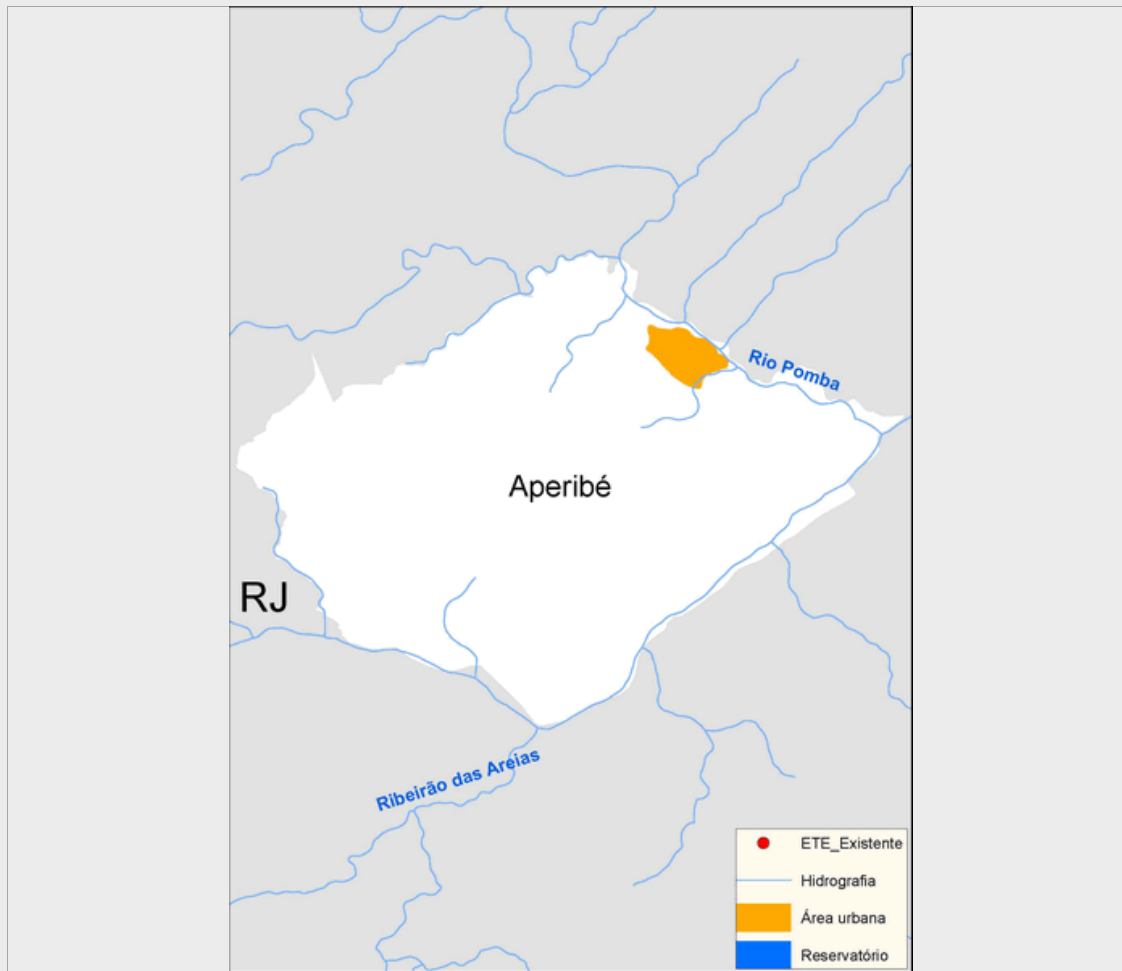 Rio Pomba
Aperibé
RJ
Ribeirão das Areias
ETE_Existente
Hidrografia
Área urbana
Reservatório